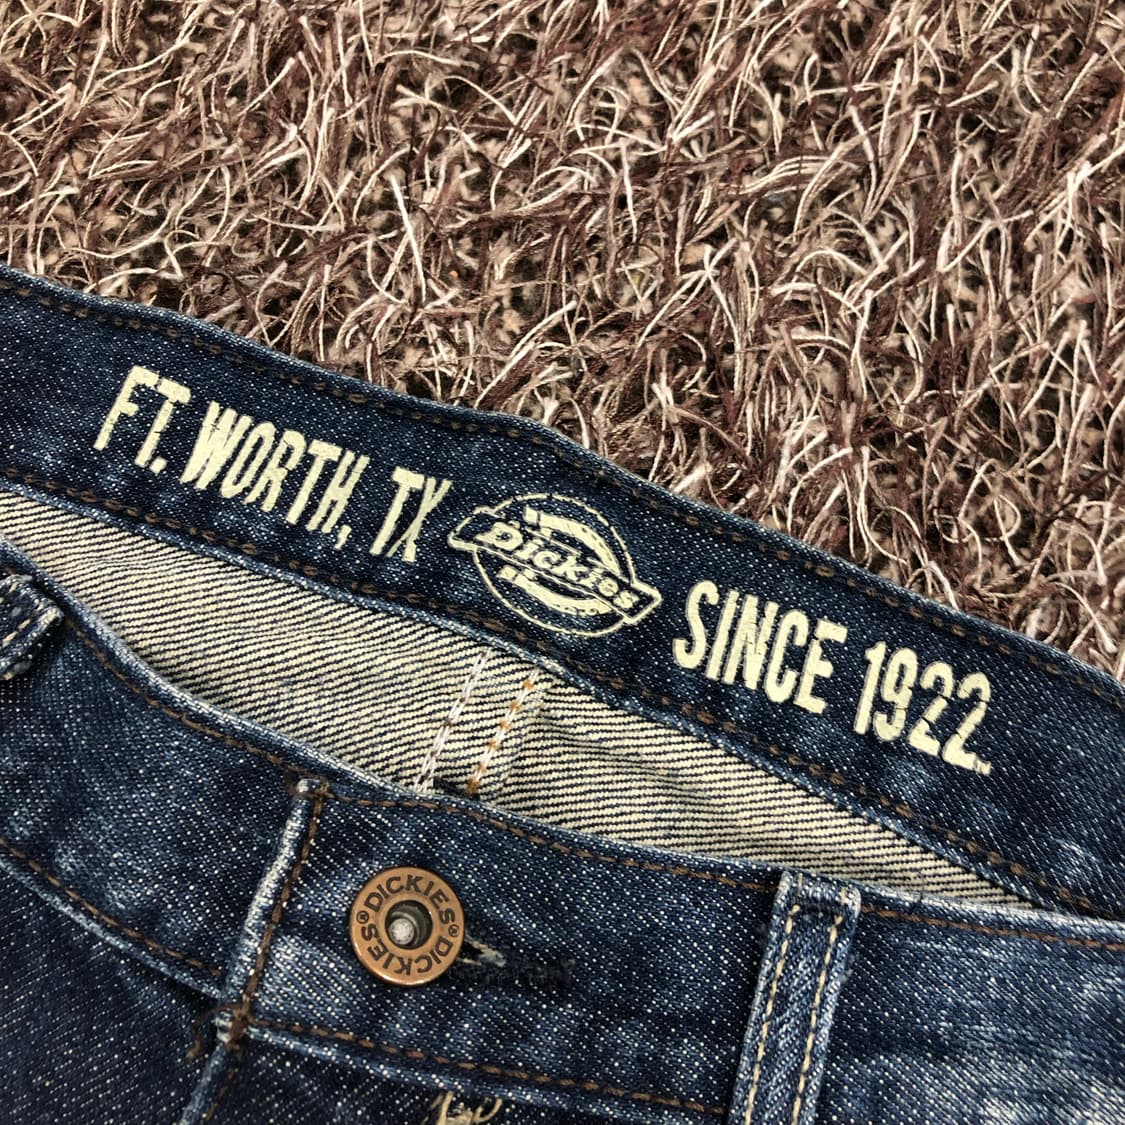 FT. WORTH, TX Dickies SINCE 1922
DICKIES® DICKIES®